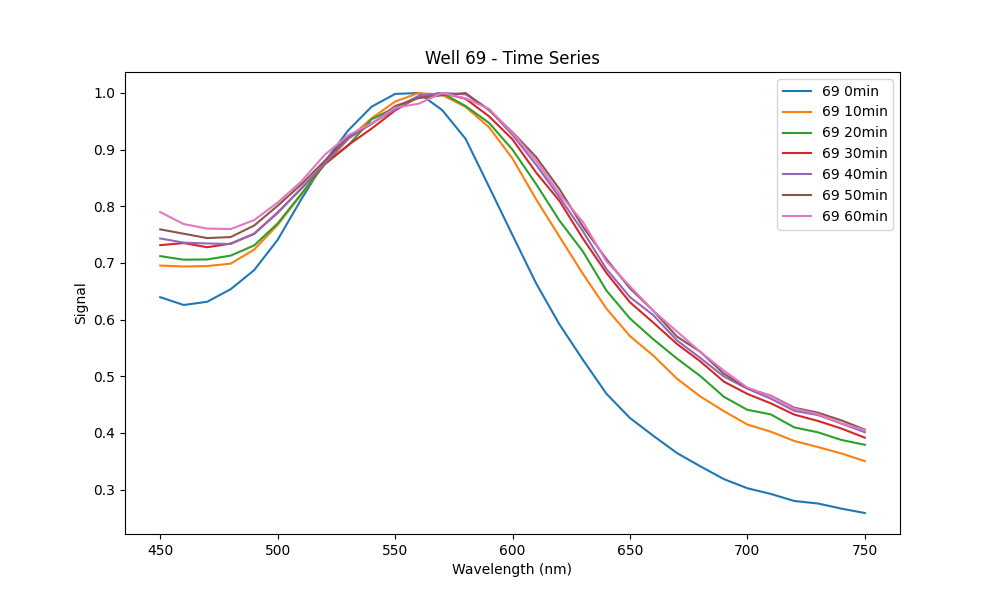 Well 69 - Time Series
Signal
1.0
0.9
0.8
0.7
0.6
0.5
0.4
0.3
69 0min
69 10min
69 20min
69 30min
69 40min
69 50min
69 60min
450 500 550 600 650 700 750
Wavelength (nm)